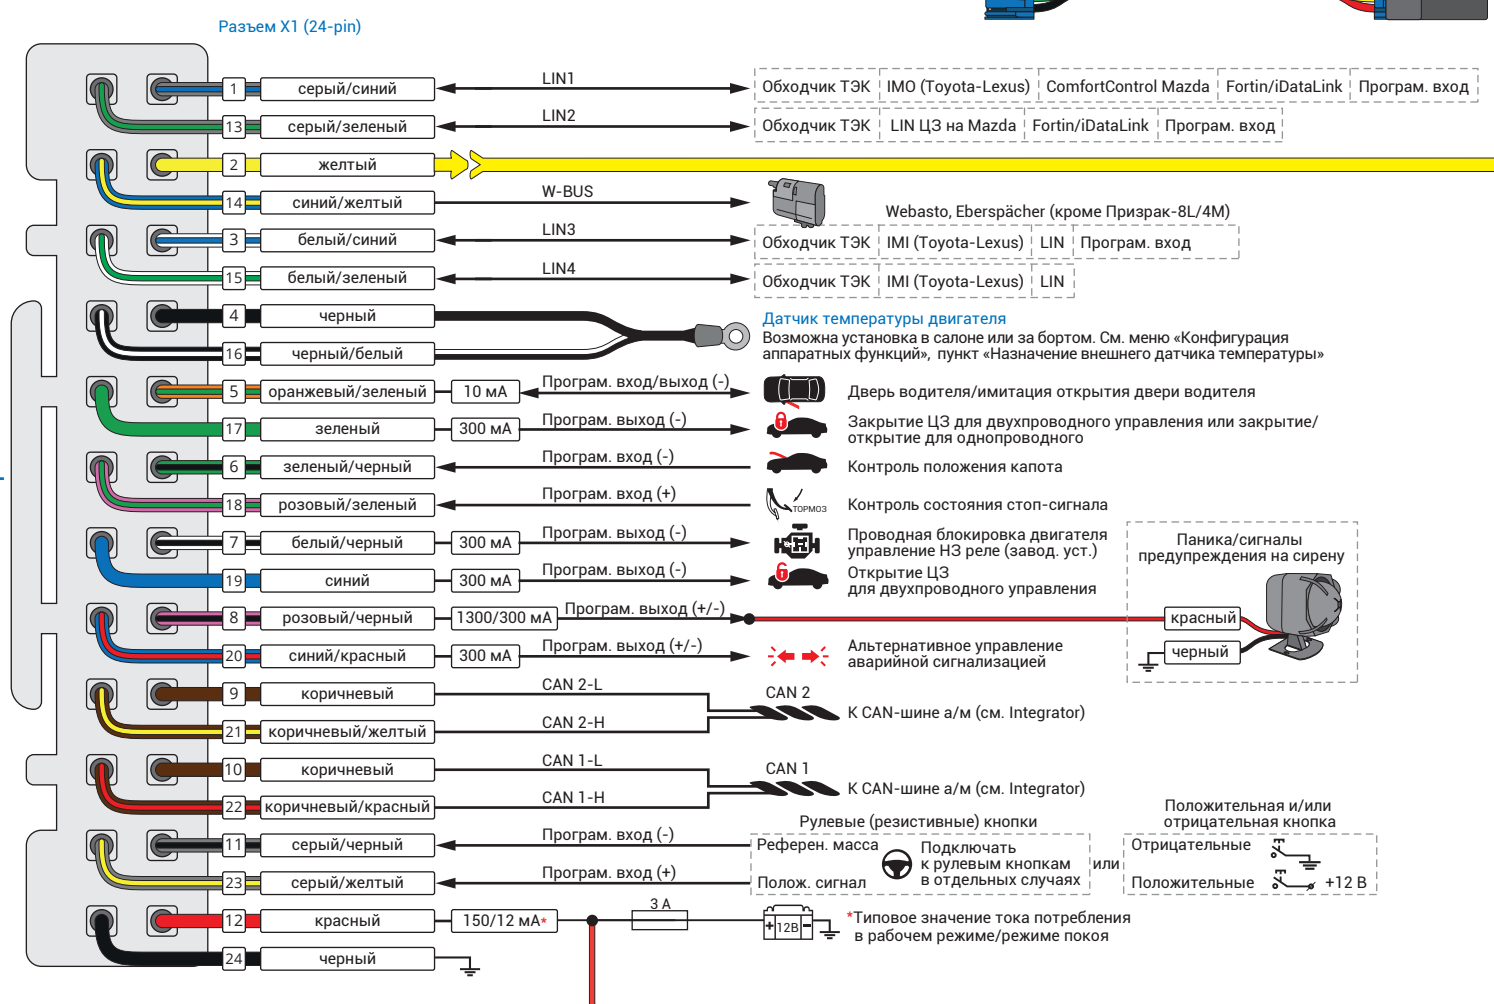 Разъем X1 (24-pin)
1 серый/синий LIN1 Обходчик ТЭК IMO (Toyota-Lexus) ComfortControl Mazda Fortin/iDataLink Програм. вход
13 серый/зеленый LIN2 Обходчик ТЭК LIN ЦЗ на Mazda Fortin/iDataLink Програм. вход
2 желтый
14 синий/желтый W-BUS
Webasto, Eberspächer (кроме Призрак-8L/4M)
3 белый/синий LIN3 Обходчик ТЭК IMI (Toyota-Lexus) LIN Програм. вход
15 белый/зеленый LIN4 Обходчик ТЭК IMI (Toyota-Lexus) LIN
4 черный
Датчик температуры двигателя
Возможна установка в салоне или за бортом. См. меню «Конфигурация
аппаратных функций», пункт «Назначение внешнего датчика температуры»
16 черный/белый
5 оранжевый/зеленый 10 мА Програм. вход/выход (-) Дверь водителя/имитация открытия двери водителя
17 зеленый 300 мА Програм. выход (-) Закрытие ЦЗ для двухпроводного управления или закрытие/
открытие для однопроводного
6 зеленый/черный Програм. вход (-) Контроль положения капота
18 розовый/зеленый Програм. вход (+) ТОРМОЗ Контроль состояния стоп-сигнала
7 белый/черный 300 мА Програм. выход (-) Проводная блокировка двигателя
управление НЗ реле (завод. уст.)
19 синий 300 мА Програм. выход (-) Открытие ЦЗ
для двухпроводного управления
Паника/сигналы
предупреждения на сирену
8 розовый/черный 1300/300 мА Програм. выход (+/-) красный
черный
20 синий/красный 300 мА Програм. выход (+/-) Альтернативное управление
аварийной сигнализацией
9 коричневый CAN 2-L CAN 2
К CAN-шине а/м (см. Integrator)
21 коричневый/желтый CAN 2-H
10 коричневый CAN 1-L CAN 1
К CAN-шине а/м (см. Integrator)
22 коричневый/красный CAN 1-H
Рулевые (резистивные) кнопки
Положительная и/или
отрицательная кнопка
11 серый/черный Програм. вход (-) Референ. масса
Подключать
к рулевым кнопкам
в отдельных случаях
или
Отрицательные
23 серый/желтый Програм. вход (+) Полож. сигнал
Положительные +12 В
12 красный 150/12 мА* 3 А + 12В -
*Типовое значение тока потребления
в рабочем режиме/режиме покоя
24 черный